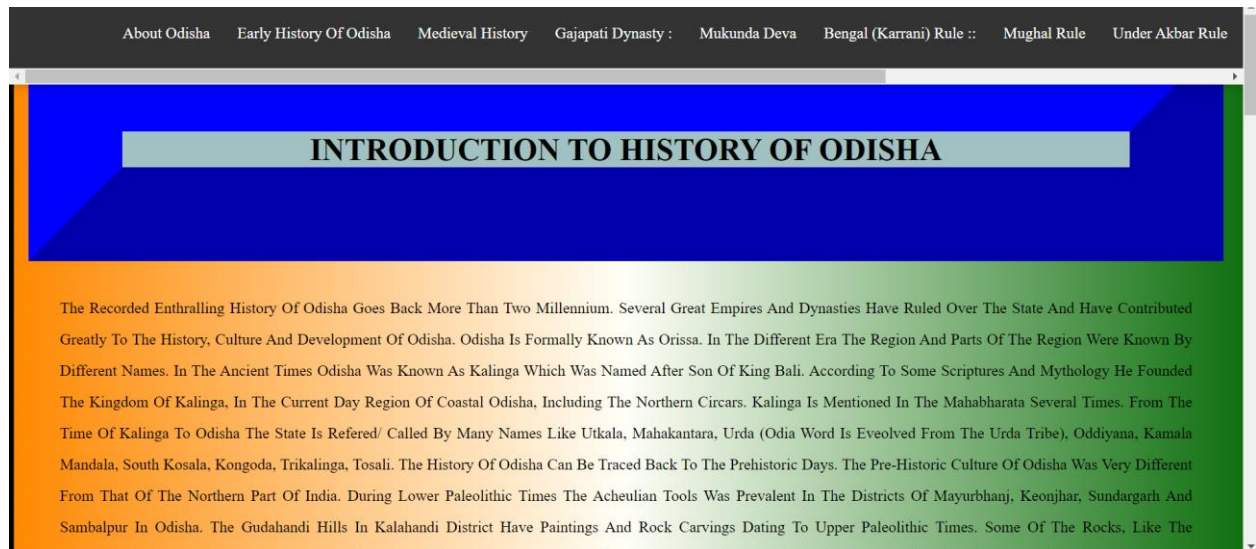 About Odisha Early History Of Odisha Medieval History Gajapati Dynasty : Mukunda Deva Bengal (Karrani) Rule :: Mughal Rule Under Akbar Rule
INTRODUCTION TO HISTORY OF ODISHA
The Recorded Enthralling History Of Odisha Goes Back More Than Two Millennium. Several Great Empires And Dynasties Have Ruled Over The State And Have Contributed
Greatly To The History, Culture And Development Of Odisha. Odisha Is Formally Known As Orissa. In The Different Era The Region And Parts Of The Region Were Known By
Different Names. In The Ancient Times Odisha Was Known As Kalinga Which Was Named After Son Of King Bali. According To Some Scriptures And Mythology He Founded
The Kingdom Of Kalinga, In The Current Day Region Of Coastal Odisha, Including The Northern Circars. Kalinga Is Mentioned In The Mahabharata Several Times. From The
Time Of Kalinga To Odisha The State Is Refered/ Called By Many Names Like Utkala, Mahakantara, Urda (Odia Word Is Eveolved From The Urda Tribe), Oddiyana, Kamala
Mandala, South Kosala, Kongoda, Trikalinga, Tosali. The History Of Odisha Can Be Traced Back To The Prehistoric Days. The Pre-Historic Culture Of Odisha Was Very Different
From That Of The Northern Part Of India. During Lower Paleolithic Times The Acheulian Tools Was Prevalent In The Districts Of Mayurbhanj, Keonjhar, Sundargarh And
Sambalpur In Odisha. The Gudahandi Hills In Kalahandi District Have Paintings And Rock Carvings Dating To Upper Paleolithic Times. Some Of The Rocks, Like The